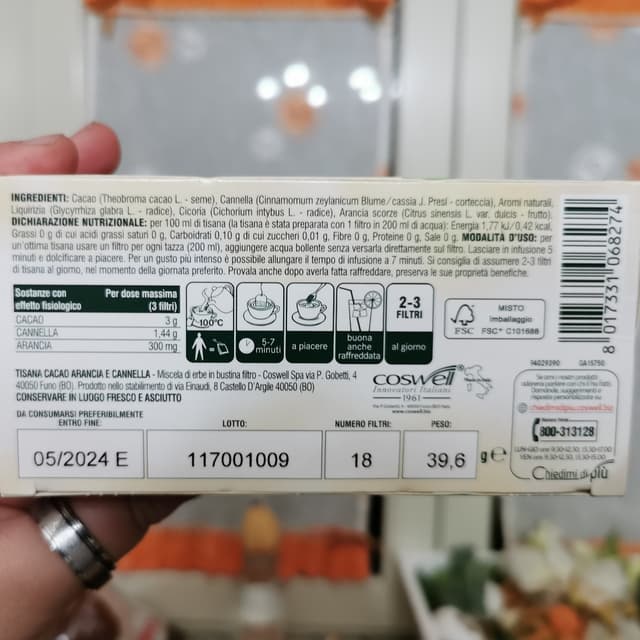 INGREDIENTI: Cacao (Theobroma cacao L. - seme), Cannella (Cinnamomum zeylanicum Blume/cassia J. Presl - corteccia), Aromi naturali,
Liquirizia (Glycyrrhiza glabra L. - radice), Cicoria (Cichorium intybus L. - radice), Arancia scorze (Citrus sinensis L. var. dulcis - frutto).
DICHIARAZIONE NUTRIZIONALE: per 100 ml di tisana (la tisana è stata preparata con 1 filtro in 200 ml di acqua): Energia 1,77 kJ/0,42 kcal,
Grassi 0 g di cui acidi grassi saturi 0 g, Carboidrati 0,10 g di cui zuccheri 0,01 g, Fibre 0 g, Proteine 0 g, Sale 0 g. MODALITÀ D'USO: per
un'ottima tisana usare un filtro per ogni tazza (200 ml), aggiungere acqua bollente senza versarla direttamente sul filtro. Lasciare in infusione 5
minuti e dolcificare a piacere. Per un gusto più intenso è possibile allungare il tempo di infusione a 7 minuti. Si consiglia di assumere 2-3 filtri
di tisana al giorno, nel momento della giornata preferito. Provala anche dopo averla fatta raffreddare, preserva le sue proprietà benefiche.
Sostanze con effetto fisiologico
Per dose massima (3 filtri)
CACAO 3 g
CANNELLA 1,44 g
ARANCIA 300 mg
100°C
5-7 minuti
a piacere
buona anche raffreddata
2-3 FILTRI
al giorno
FSC
MISTO
Imballaggio
FSC® C101686
8 017331 068274
TISANA CACAO ARANCIA E CANNELLA - Miscela di erbe in bustina filtro - Coswell Spa via P. Gobetti, 4
40050 Funo (BO). Prodotto nello stabilimento di via Einaudi, 8 Castello D'Argile 40050 (BO)
CONSERVARE IN LUOGO FRESCO E ASCIUTTO
COSWell®
Innovatori Italiani
1961
www.coswell.biz
94029390 GA15750
800-313128
Chiedimi di più
DA CONSUMARSI PREFERIBILMENTE
ENTRO FINE:
05/2024 E
LOTTO:
117001009
NUMERO FILTRI:
18
PESO:
39,6 g e